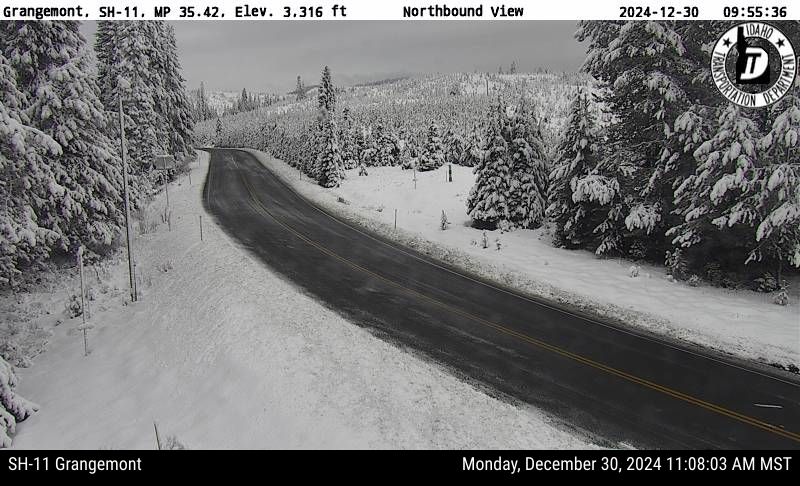 Grangemont, SH-11, MP 35.42, Elev. 3,316 ft Northbound View 2024-12-30 09:55:36
IDAHO
TRANSPORTATION DEPARTMENT
SH-11 Grangemont Monday, December 30, 2024 11:08:03 AM MST